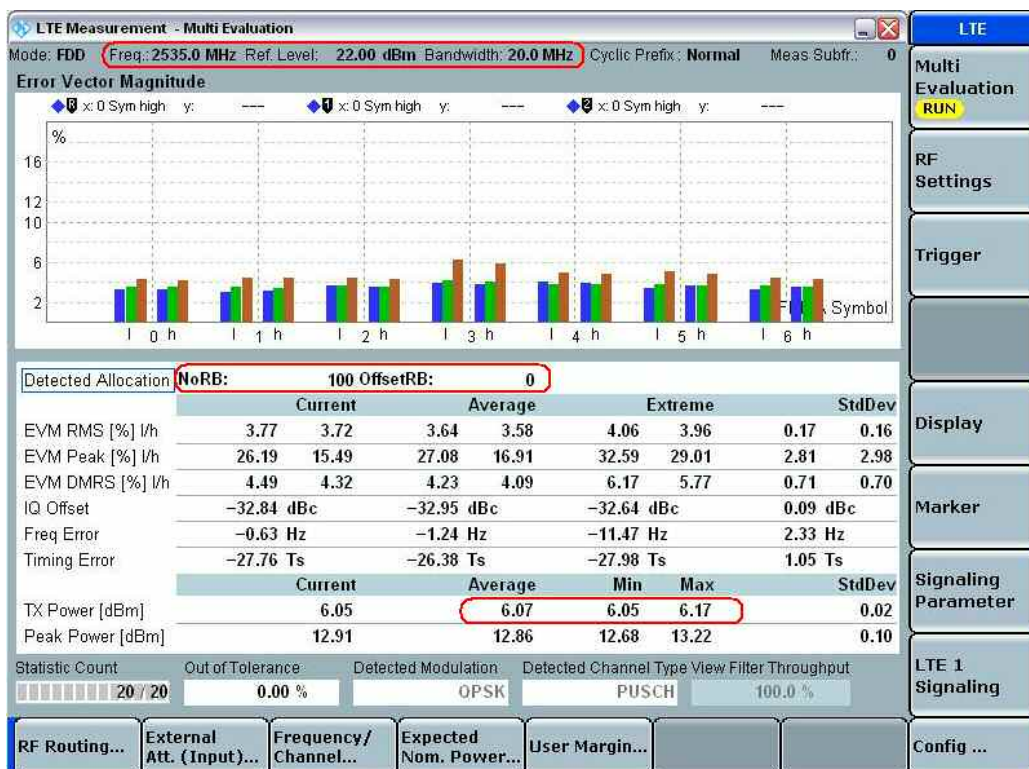 LTE Measurement - Multi Evaluation
LTE
Mode: FDD Freq.: 2535.0 MHz Ref. Level: 22.00 dBm Bandwidth: 20.0 MHz Cyclic Prefix: Normal Meas Subfr.: 0
Multi Evaluation
RUN
Error Vector Magnitude
R x: 0 Sym high y: --- 1 x: 0 Sym high y: --- 2 x: 0 Sym high y: ---
%
16
12
10
6
2
Symbol
l 0 h l 1 h l 2 h l 3 h l 4 h l 5 h l 6 h
RF Settings
Trigger
Detected Allocation NoRB: 100 OffsetRB: 0
Current Average Extreme StdDev
EVM RMS [%] l/h 3.77 3.72 3.64 3.58 4.06 3.96 0.17 0.16
EVM Peak [%] l/h 26.19 15.49 27.08 16.91 32.59 29.01 2.81 2.98
EVM DMRS [%] l/h 4.49 4.32 4.23 4.09 6.17 5.77 0.71 0.70
IQ Offset -32.84 dBc -32.95 dBc -32.64 dBc 0.09 dBc
Freq Error -0.63 Hz -1.24 Hz -11.47 Hz 2.33 Hz
Timing Error -27.76 Ts -26.38 Ts -27.98 Ts 1.05 Ts
Current Average Min Max StdDev
TX Power [dBm] 6.05 6.07 6.05 6.17 0.02
Peak Power [dBm] 12.91 12.86 12.68 13.22 0.10
Display
Marker
Signaling Parameter
Statistic Count Out of Tolerance Detected Modulation Detected Channel Type View Filter Throughput
20 / 20 0.00 % QPSK PUSCH 100.0 %
LTE 1 Signaling
RF Routing...
External Att. (Input)...
Frequency/ Channel...
Expected Nom. Power...
User Margin...
Config ...